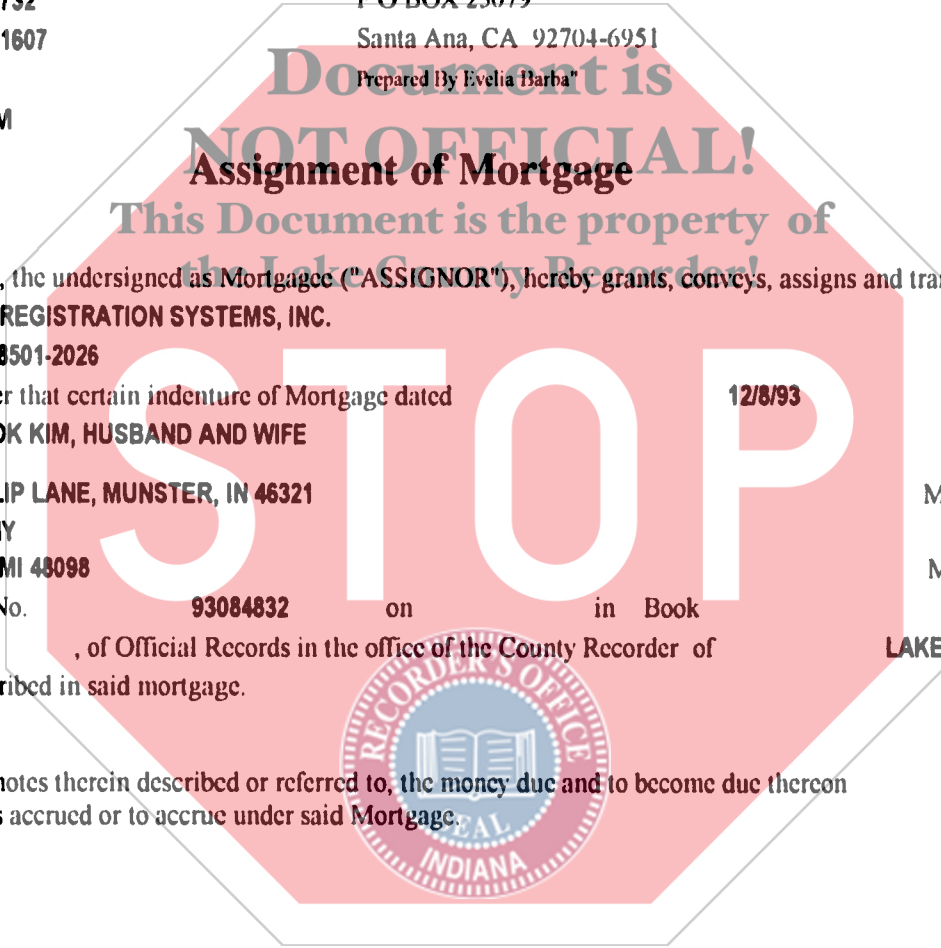 732 P O BOX 25079
1607 Santa Ana, CA 92704-6951
Document is
Prepared By Evelia Barba"
M
NOT OFFICIAL!
Assignment of Mortgage
This Document is the property of
the Lake County Recorder!
, the undersigned as Mortgagee ("ASSIGNOR"), hereby grants, conveys, assigns and tra
REGISTRATION SYSTEMS, INC.
8501-2026
er that certain indenture of Mortgage dated 12/8/93
OK KIM, HUSBAND AND WIFE
LIP LANE, MUNSTER, IN 46321 M
Y
MI 48098 M
No. 93084832 on in Book
, of Official Records in the office of the County Recorder of LAKE
ribed in said mortgage.
STOP
notes therein described or referred to, the money due and to become due thereon
s accrued or to accrue under said Mortgage.
RECORDER'S OFFICE
SEAL
INDIANA